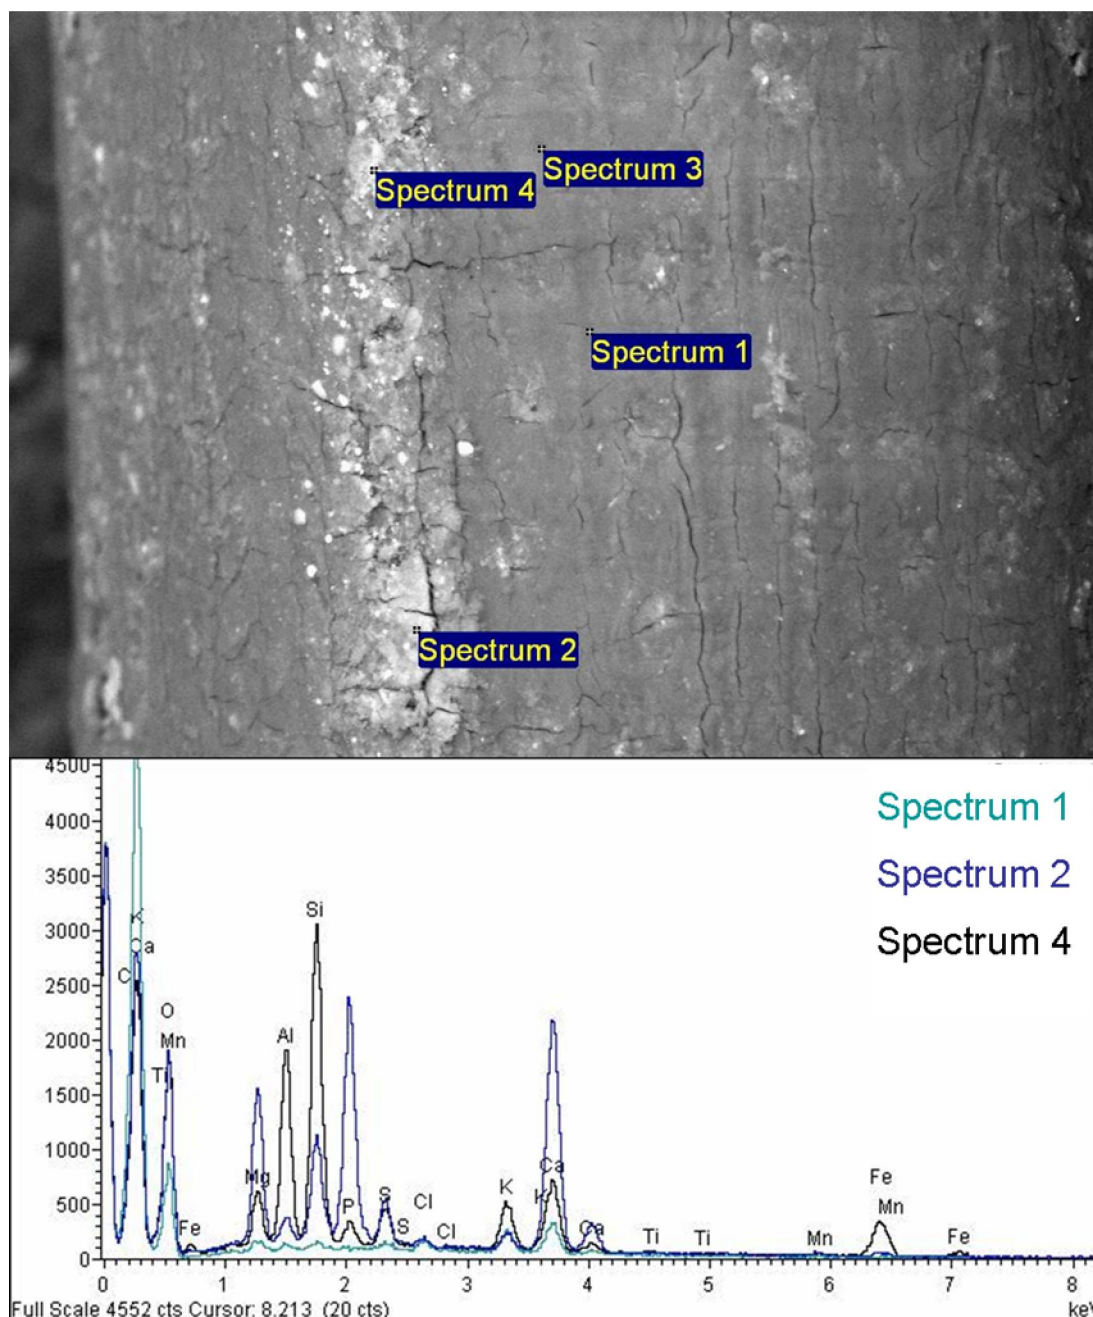 Spectrum 3
Spectrum 4
Spectrum 1
Spectrum 2
4500
4000
3500
3000
2500
2000
1500
1000
500
0
Spectrum 1
Spectrum 2
Spectrum 4
K
Ca
C
O
Mn
Ti
Fe
Mg
Al
Si
P
S
S
Cl
Cl
K
K
Ca
Ca
Ti
Ti
Mn
Fe
Mn
Fe
0 1 2 3 4 5 6 7 8
Full Scale 4552 cts Cursor: 8.213 (20 cts) keV